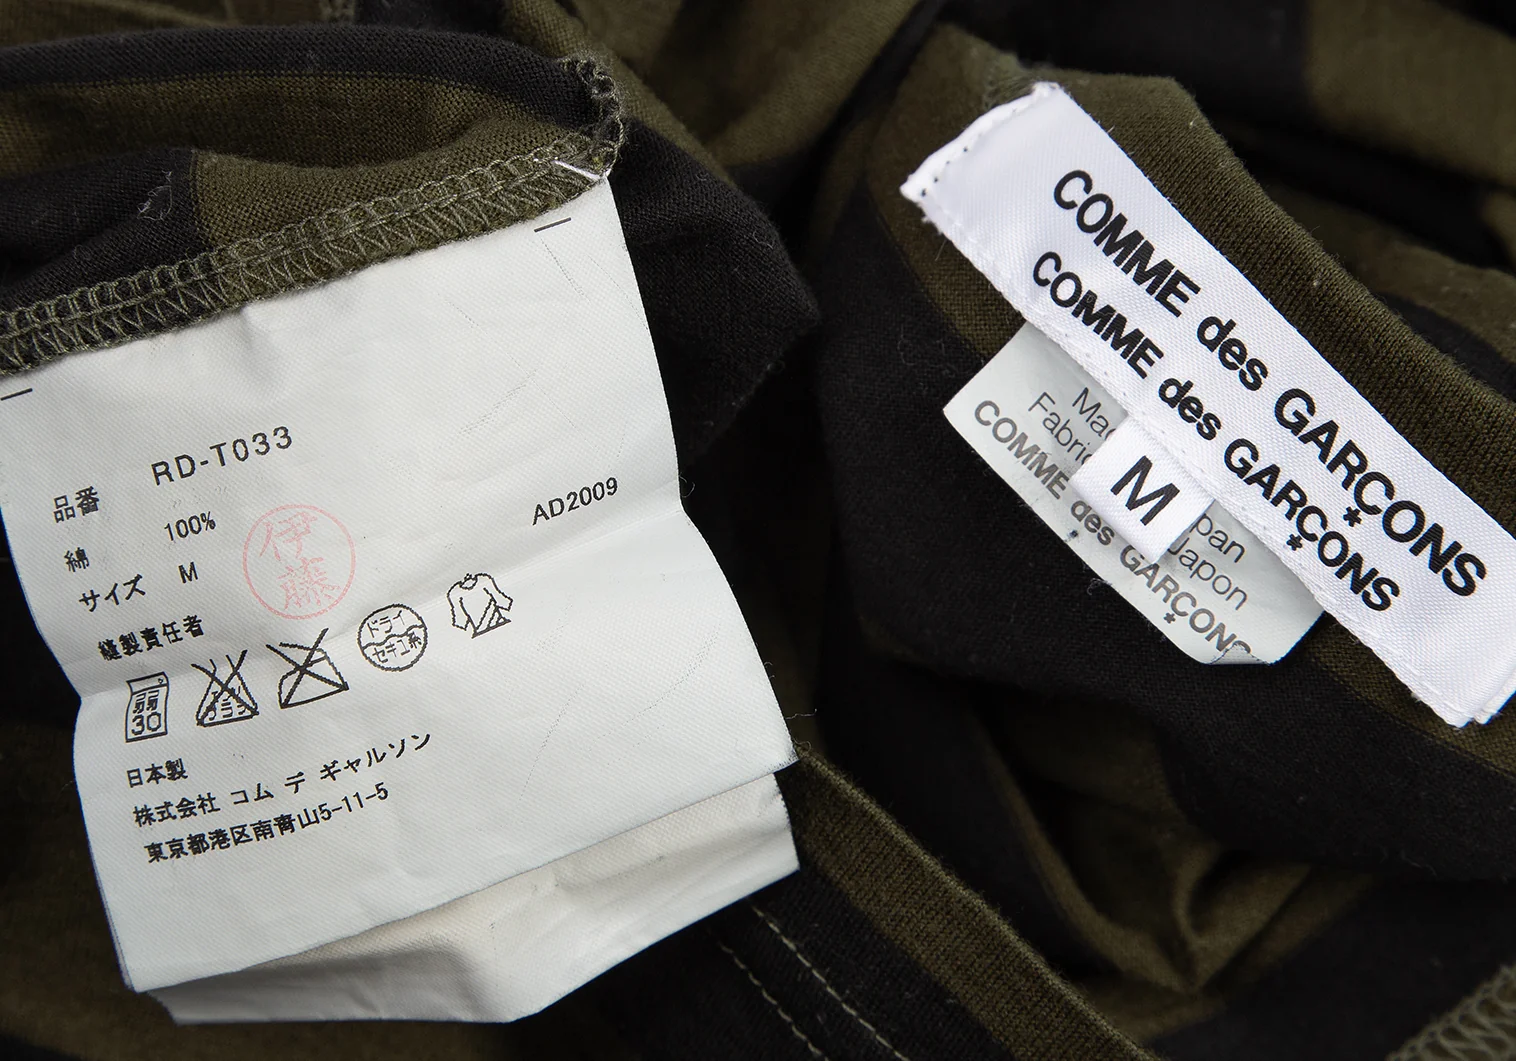 RD-T033
品番
綿 100%
AD2009
サイズ M
縫製責任者
伊藤
30
ドライ
セキユ系
日本製
株式会社 コム デ ギャルソン
東京都港区南青山5-11-5
COMME des GARÇONS
COMME des GARÇONS
M
COMME des GARÇONS